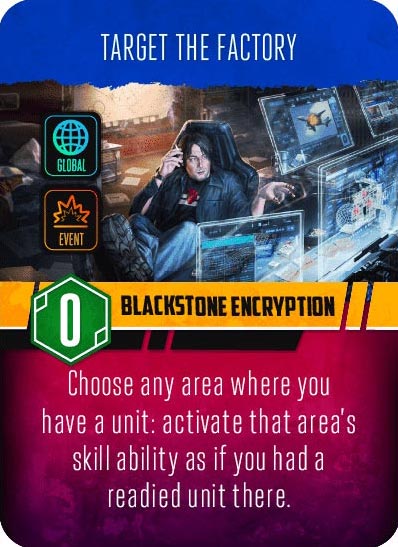 TARGET THE FACTORY
GLOBAL
EVENT
0
BLACKSTONE ENCRYPTION
Choose any area where you
have a unit: activate that area's
skill ability as if you had a
readied unit there.